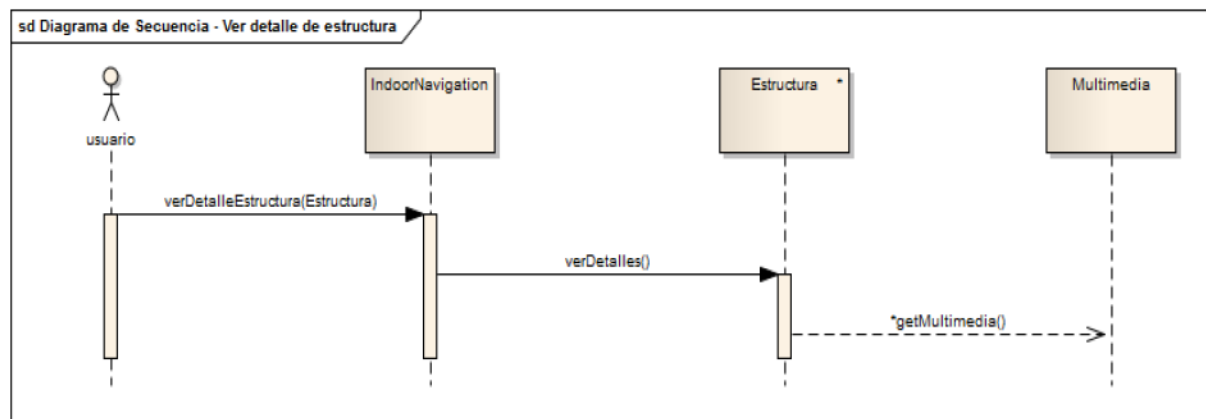 sd Diagrama de Secuencia - Ver detalle de estructura
usuario
IndoorNavigation
Estructura *
Multimedia
verDetalleEstructura(Estructura)
verDetalles()
*getMultimedia()